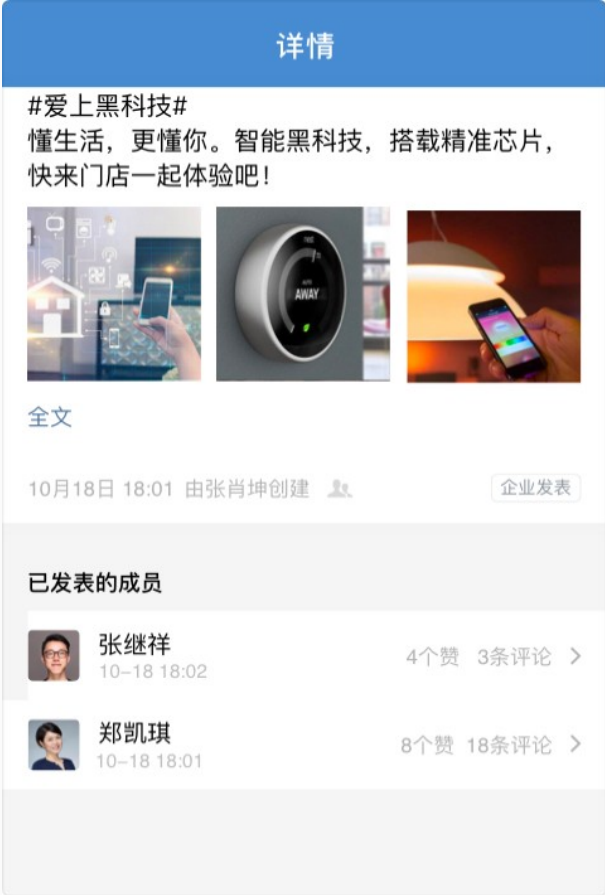 详情
#爱上黑科技#
懂生活，更懂你。智能黑科技，搭载精准芯片，
快来门店一起体验吧！
nest
AUTO
AWAY
全文
10月18日 18:01 由张肖坤创建
企业发表
已发表的成员
张继祥
10-18 18:02
4个赞 3条评论
郑凯琪
10-18 18:01
8个赞 18条评论